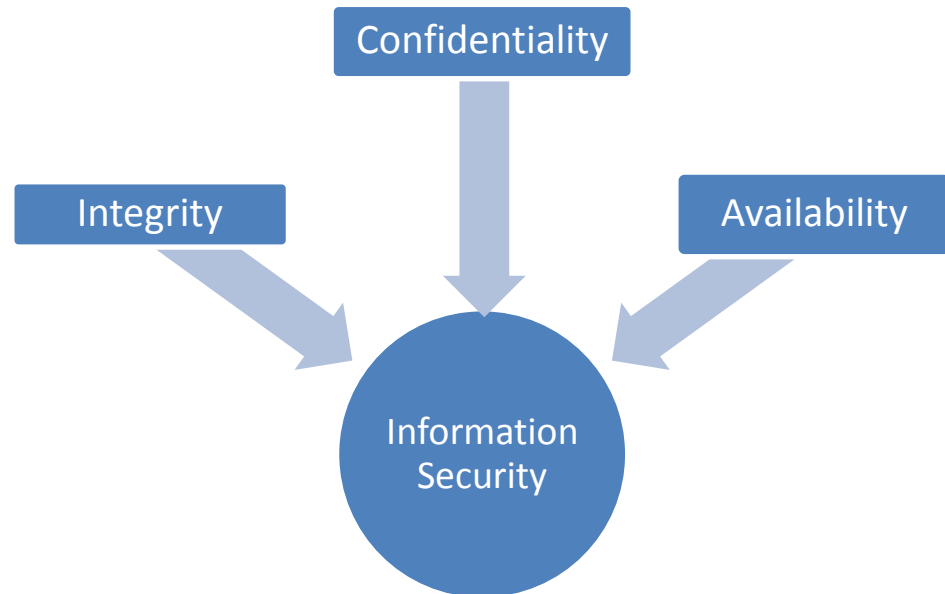 Confidentiality
Integrity
Availability
Information
Security